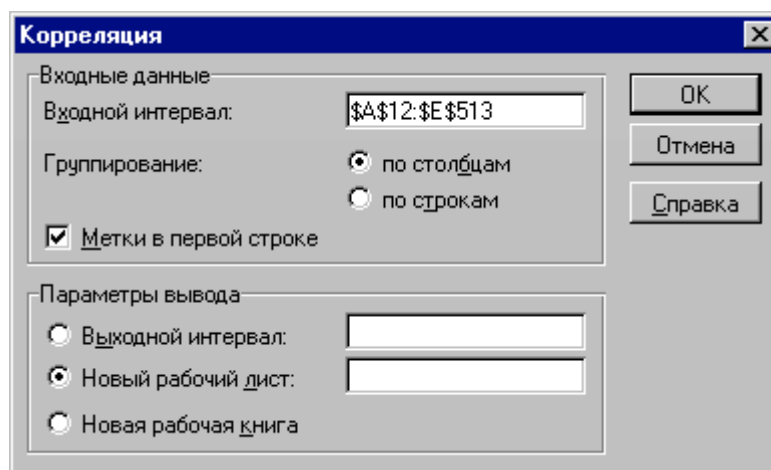 Корреляция
Входные данные
Входной интервал: $A$12:$E$513
Группирование: по столбцам
по строкам
Метки в первой строке
OK
Отмена
Справка
Параметры вывода
Выходной интервал:
Новый рабочий лист:
Новая рабочая книга